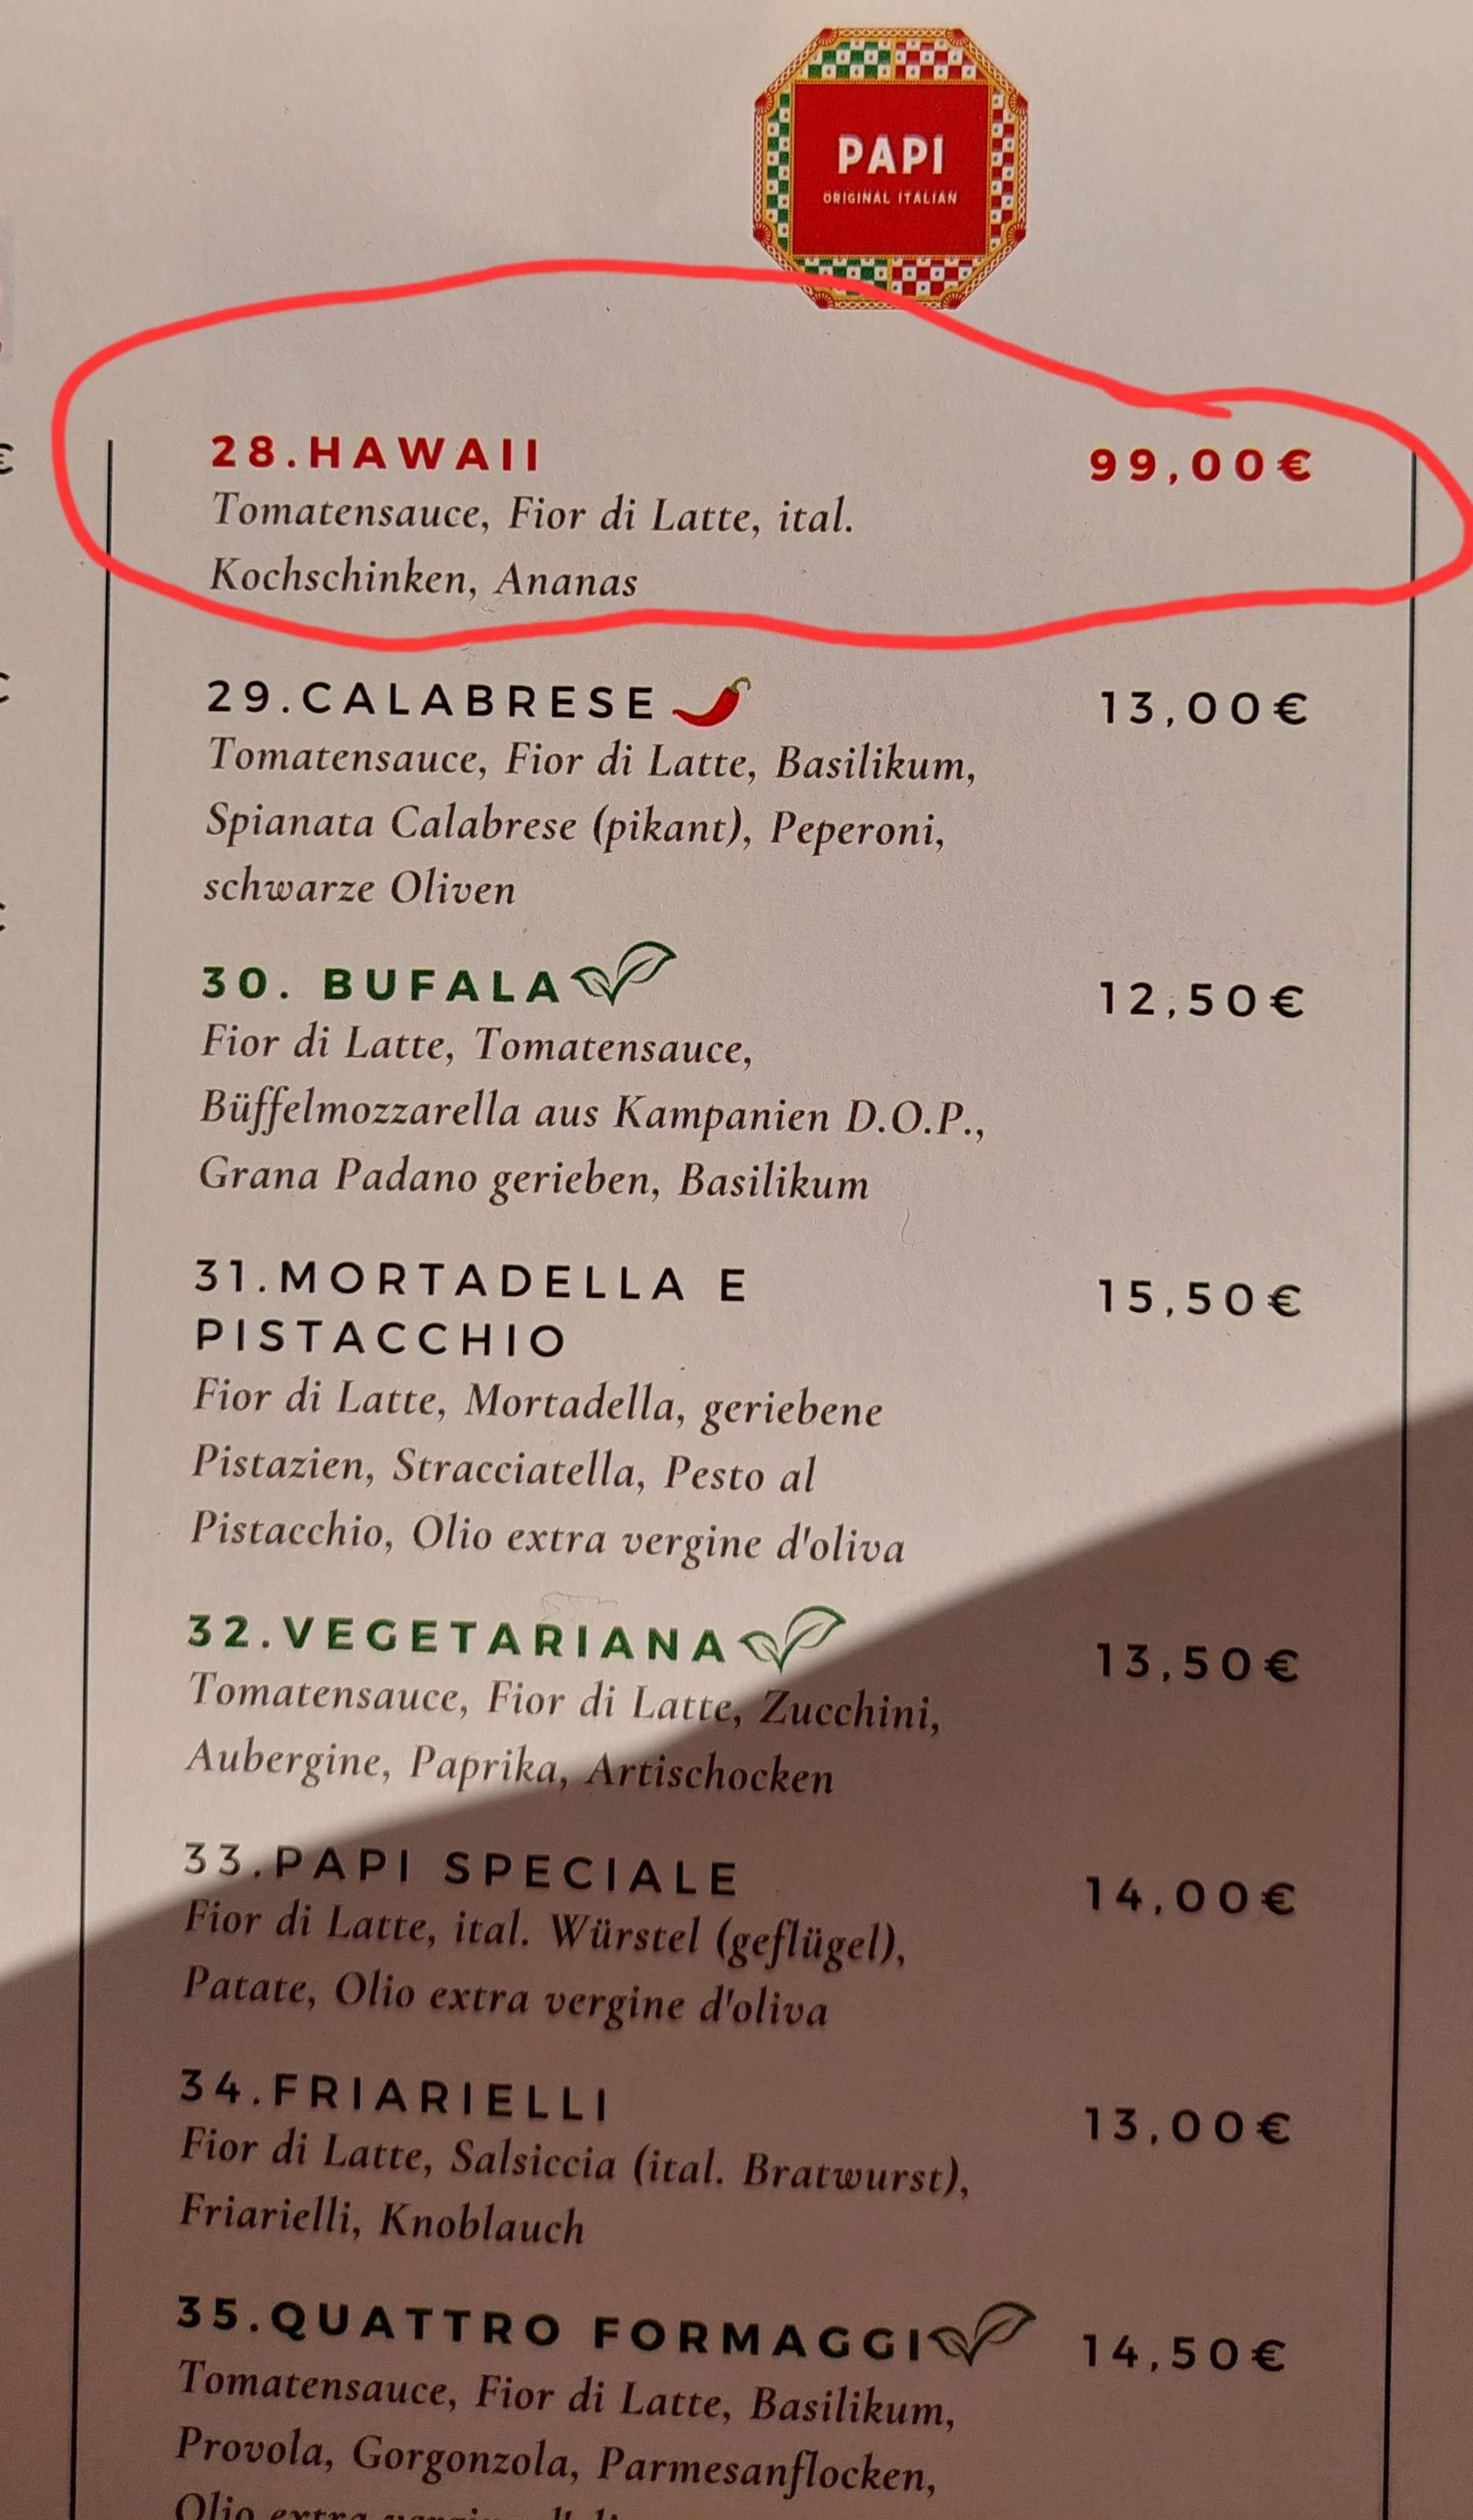 PAPI
ORIGINAL ITALIAN
28.HAWAII 99,00€
Tomatensauce, Fior di Latte, ital.
Kochschinken, Ananas
29.CALABRESE 13,00€
Tomatensauce, Fior di Latte, Basilikum,
Spianata Calabrese (pikant), Peperoni,
schwarze Oliven
30. BUFALA 12,50€
Fior di Latte, Tomatensauce,
Büffelmozzarella aus Kampanien D.O.P.,
Grana Padano gerieben, Basilikum
31.MORTADELLA E 15,50€
PISTACCHIO
Fior di Latte, Mortadella, geriebene
Pistazien, Stracciatella, Pesto al
Pistacchio, Olio extra vergine d'oliva
32.VEGETARIANA 13,50€
Tomatensauce, Fior di Latte, Zucchini,
Aubergine, Paprika, Artischocken
33.PAPI SPECIALE 14,00€
Fior di Latte, ital. Würstel (geflügel),
Patate, Olio extra vergine d'oliva
34.FRIARIELLI 13,00€
Fior di Latte, Salsiccia (ital. Bratwurst),
Friarielli, Knoblauch
35.QUATTRO FORMAGGI 14,50€
Tomatensauce, Fior di Latte, Basilikum,
Provola, Gorgonzola, Parmesanflocken,
Olio extra